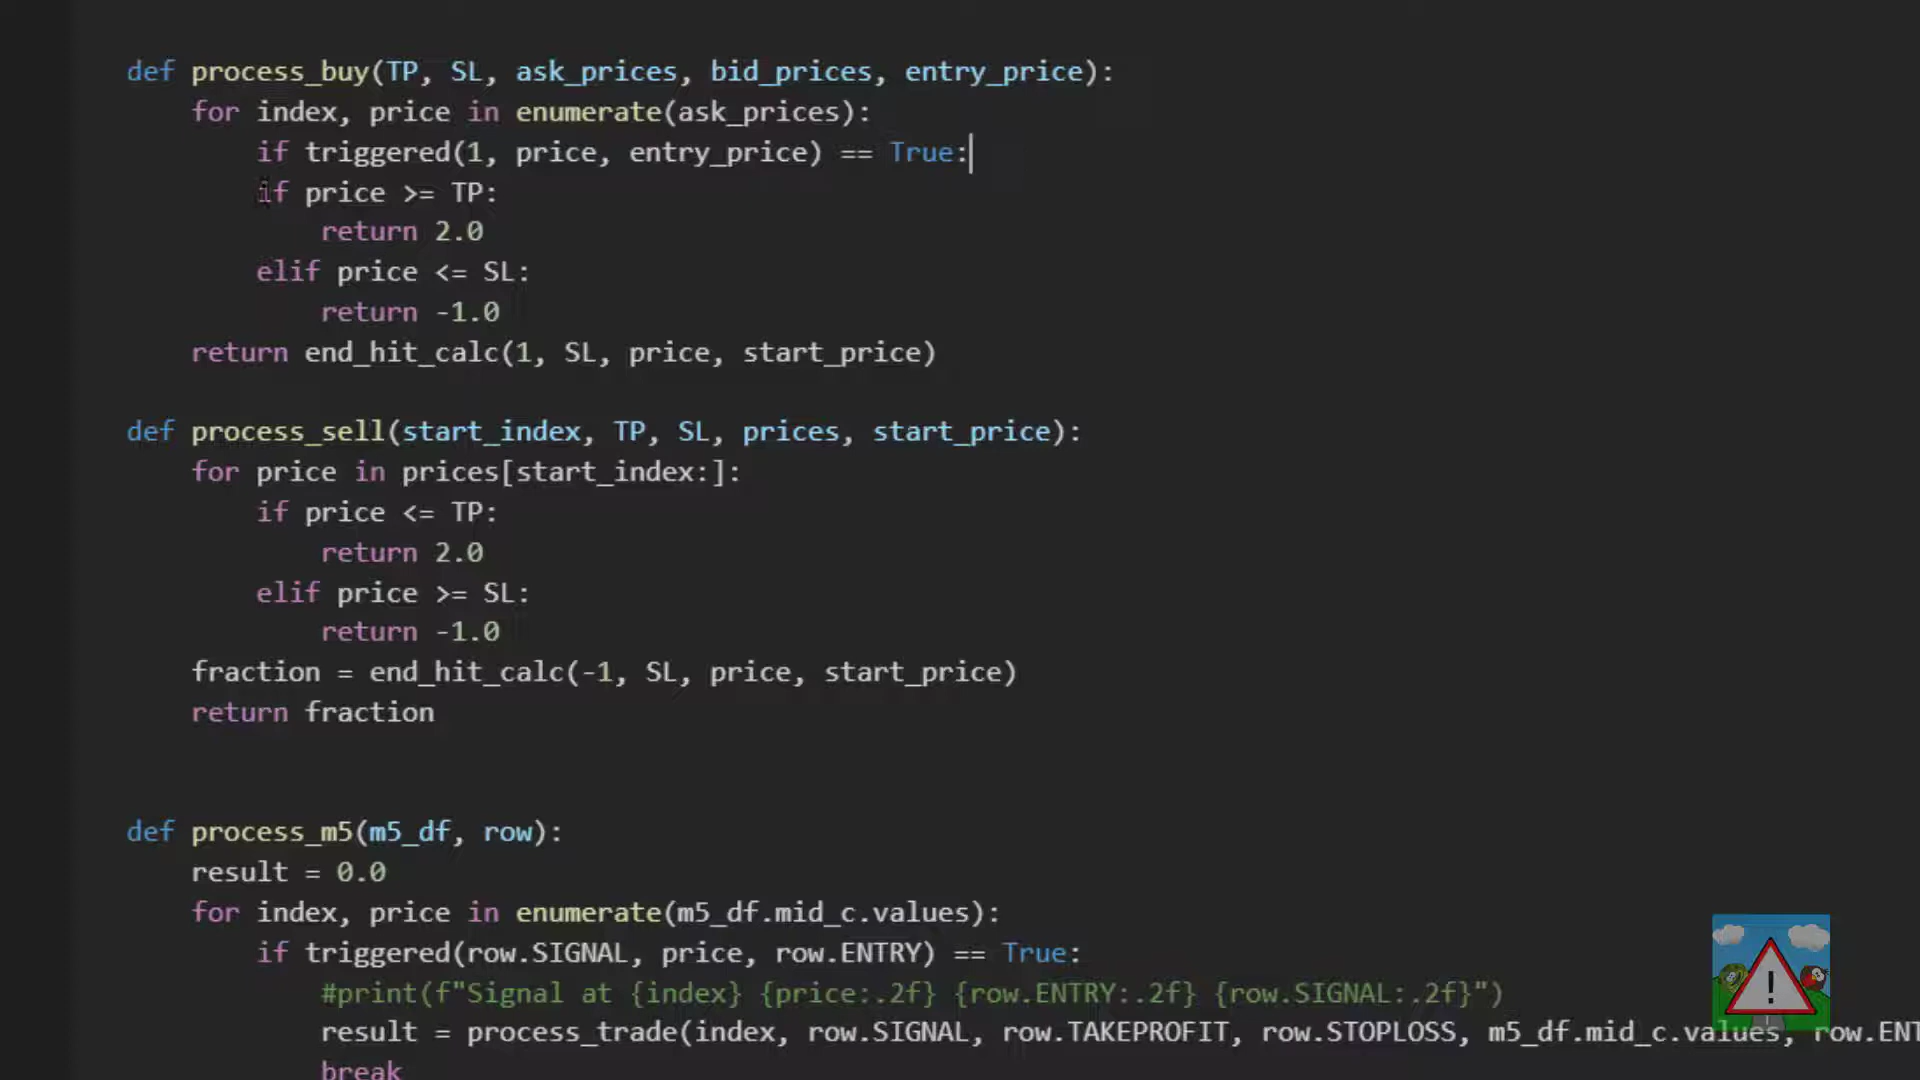 def process_buy(TP, SL, ask_prices, bid_prices, entry_price):
    for index, price in enumerate(ask_prices):
        if triggered(1, price, entry_price) == True:
        if price >= TP:
            return 2.0
        elif price <= SL:
            return -1.0
    return end_hit_calc(1, SL, price, start_price)
def process_sell(start_index, TP, SL, prices, start_price):
    for price in prices[start_index:]:
        if price <= TP:
            return 2.0
        elif price >= SL:
            return -1.0
    fraction = end_hit_calc(-1, SL, price, start_price)
    return fraction
def process_m5(m5_df, row):
    result = 0.0
    for index, price in enumerate(m5_df.mid_c.values):
        if triggered(row.SIGNAL, price, row.ENTRY) == True:
            #print(f"Signal at {index} {price:.2f} {row.ENTRY:.2f} {row.SIGNAL:.2f}")
            result = process_trade(index, row.SIGNAL, row.TAKEPROFIT, row.STOPLOSS, m5_df.mid_c.values, row.ENT
            break